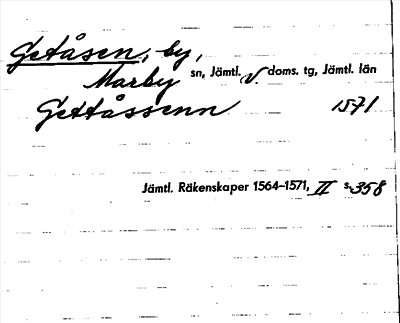 Getåsen, by,
Marby sn, Jämtl. V. doms. tg, Jämtl. län
Gettåssenn 1571
Jämtl. Räkenskaper 1564–1571, II s. 358